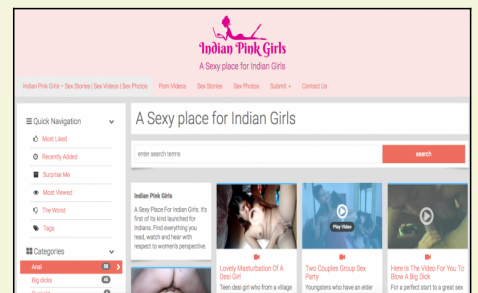 Indian Pink Girls
A Sexy place for Indian Girls
Indian Pink Girls – Sex Stories | Sex Videos | Sex Photos Porn Videos Sex Stories Sex Photos Submit Contact Us
Quick Navigation
Most Liked
Recently Added
Surprise Me
Most Viewed
The Worst
Tags
Categories
Anal
Big dicks
A Sexy place for Indian Girls
enter search terms search
Indian Pink Girls
A Sexy Place For Indian Girls. It's
first of its kind launched for
Indians. Find everything you
read, watch and hear with
respect to women's perspective.
Lovely Masturbation Of A
Desi Girl
Teen desi girl who from a village
Play Video
Two Couples Group Sex
Party
Youngsters who having an elder
Here Is The Video For You To
Blow A Big Dick
For a perfect start to a great sex